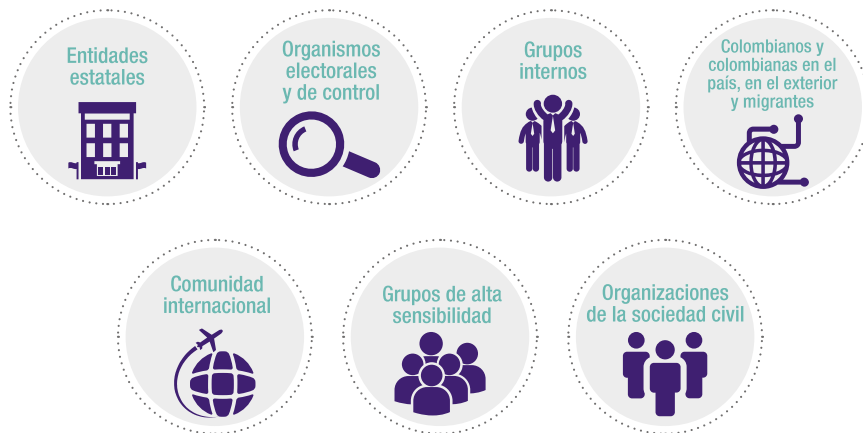 Entidades
estatales
Organismos
electorales
y de control
Grupos
internos
Colombianos y
colombianas en el
país, en el exterior
y migrantes
Comunidad
internacional
Grupos de alta
sensibilidad
Organizaciones
de la sociedad civil